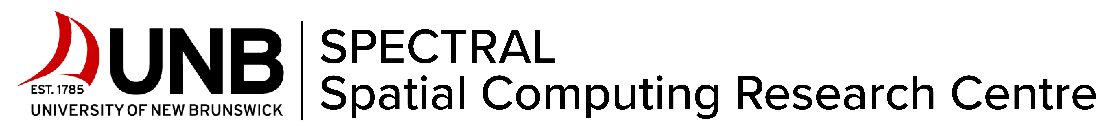 UNB
EST. 1785
UNIVERSITY OF NEW BRUNSWICK
SPECTRAL
Spatial Computing Research Centre